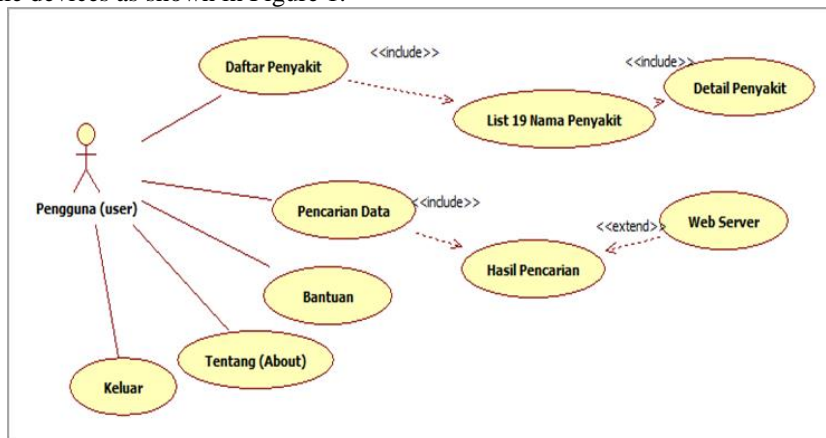 ne devices as shown in Figure 1.
Daftar Penyakit
<<include>>
List 19 Nama Penyakit
<<include>>
Detail Penyakit
Pengguna (user)
Pencarian Data
<<include>>
Hasil Pencarian
<<extend>>
Web Server
Bantuan
Tentang (About)
Keluar